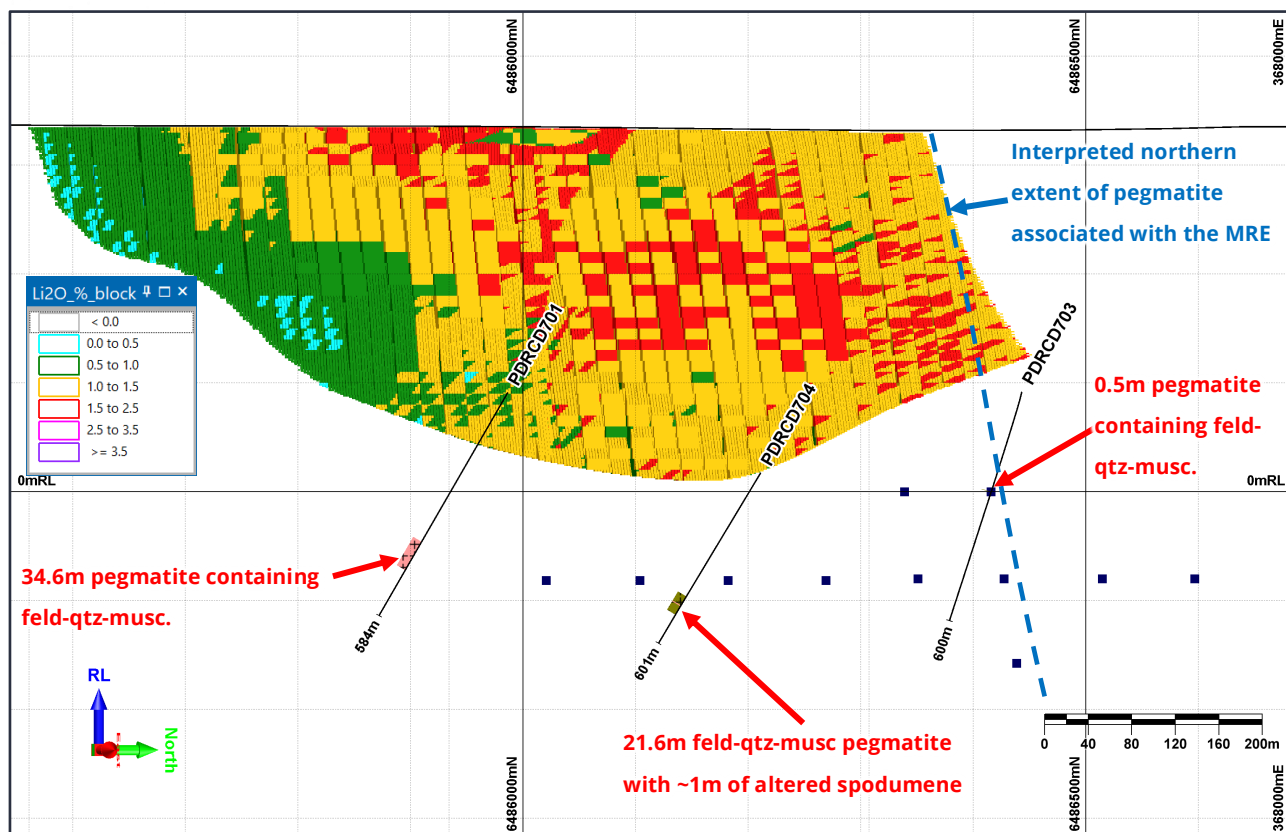 6486000mN
6486500mN
368000mE
Interpreted northern
extent of pegmatite
associated with the MRE
Li2O_%_block
< 0.0
0.0 to 0.5
0.5 to 1.0
1.0 to 1.5
1.5 to 2.5
2.5 to 3.5
>= 3.5
PDRCD701
PDRCD704
PDRCD703
0.5m pegmatite
containing feld-
qtz-musc.
0mRL
0mRL
34.6m pegmatite containing
feld-qtz-musc.
584m
601m
600m
RL
North
21.6m feld-qtz-musc pegmatite
with ~1m of altered spodumene
0 40 80 120 160 200m
6486000mN
6486500mN
368000mE